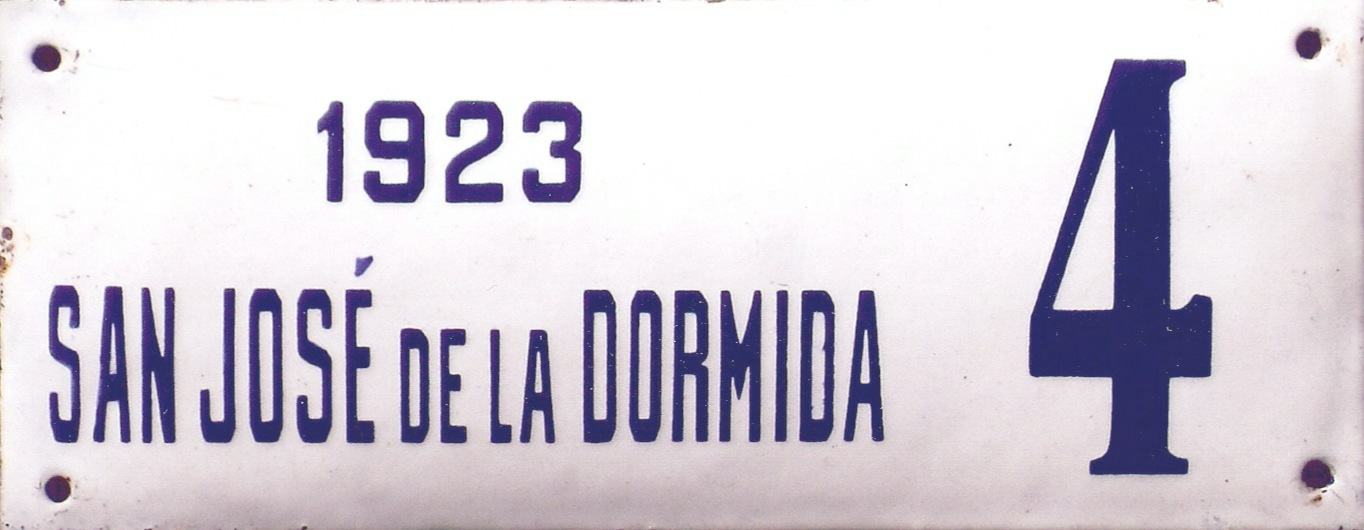 1923
SAN JOSÉ DE LA DORMIDA
4